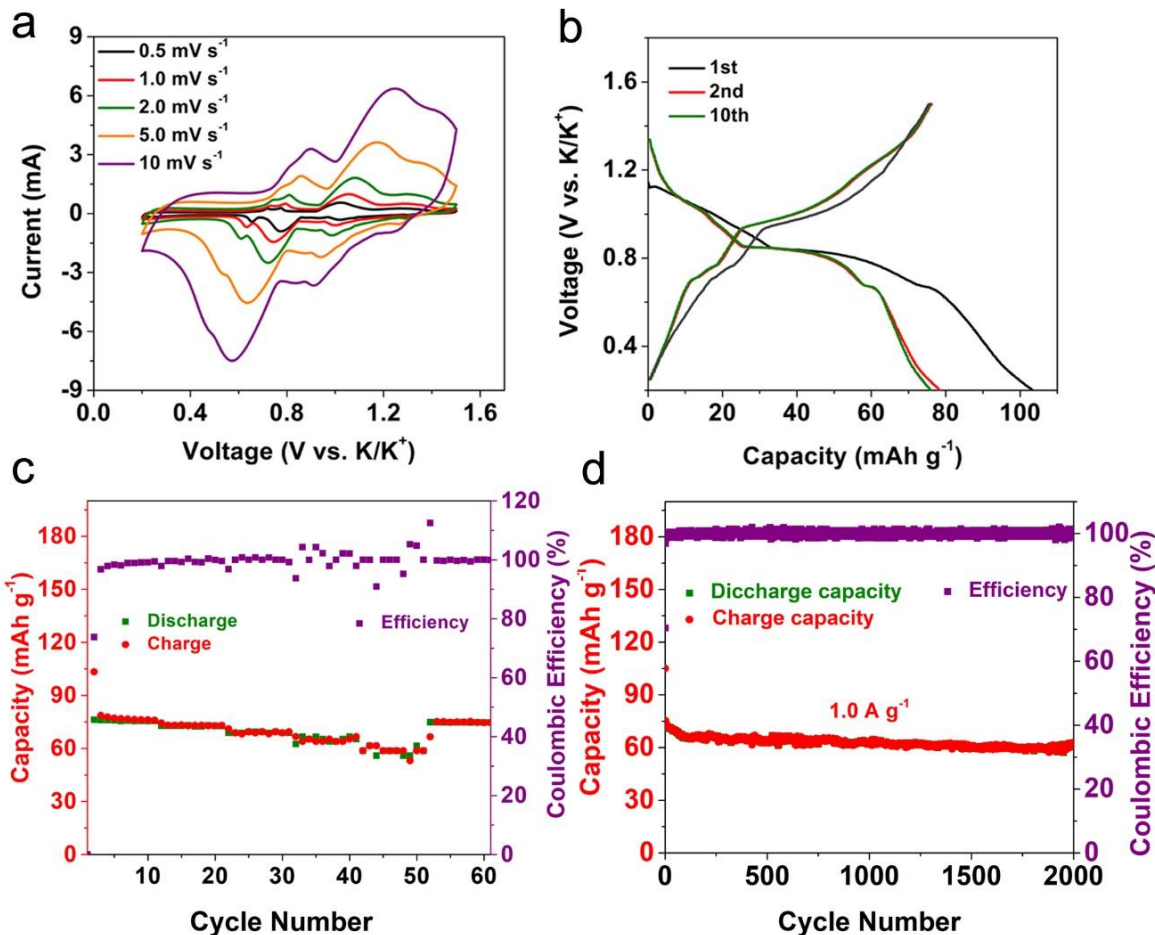 a
9
6
3
0
-3
-6
-9
Current (mA)
0.5 mV s⁻¹
1.0 mV s⁻¹
2.0 mV s⁻¹
5.0 mV s⁻¹
10 mV s⁻¹
0.0 0.4 0.8 1.2 1.6
Voltage (V vs. K/K⁺)
b
1.6
1.2
0.8
0.4
Voltage (V vs. K/K⁺)
1st
2nd
10th
0 20 40 60 80 100
Capacity (mAh g⁻¹)
c
180
150
120
90
60
30
0
Capacity (mAh g⁻¹)
Discharge
Charge
Efficiency
120
100
80
60
40
20
0
Coulombic Efficiency (%)
10 20 30 40 50 60
Cycle Number
d
180
150
120
90
60
30
0
Capacity (mAh g⁻¹)
Diccharge capacity
Charge capacity
Efficiency
1.0 A g⁻¹
100
80
60
40
20
0
Coulombic Efficiency (%)
0 500 1000 1500 2000
Cycle Number